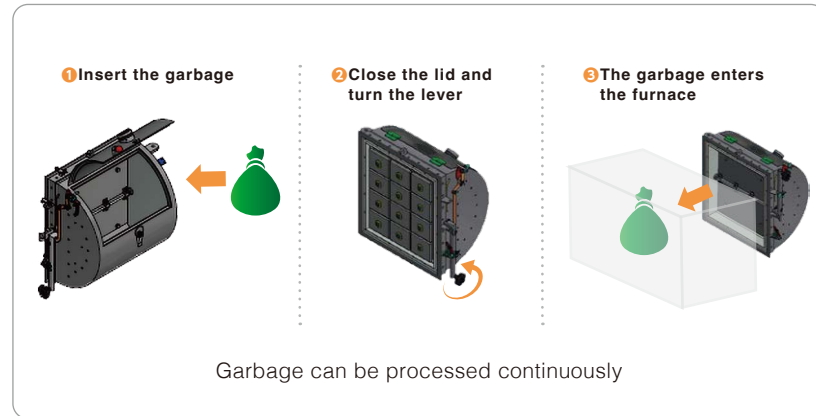 ❶Insert the garbage
❷Close the lid and
turn the lever
❸The garbage enters
the furnace
Garbage can be processed continuously